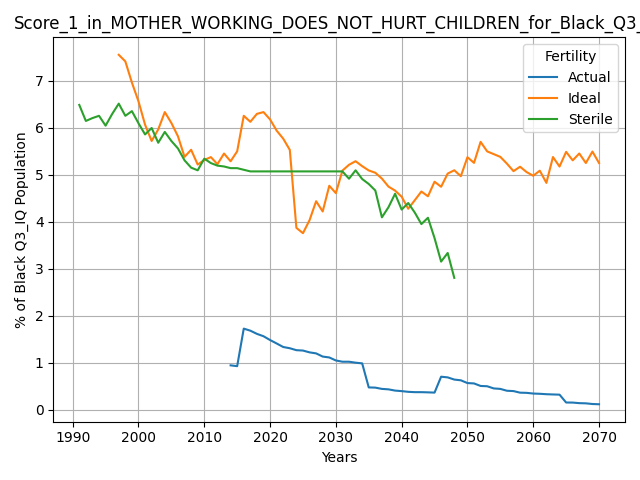 Score_1_in_MOTHER_WORKING_DOES_NOT_HURT_CHILDREN_for_Black_Q3_
Fertility
Actual
Ideal
Sterile
% of Black Q3_IQ Population
7
6
5
4
3
2
1
0
1990 2000 2010 2020 2030 2040 2050 2060 2070
Years